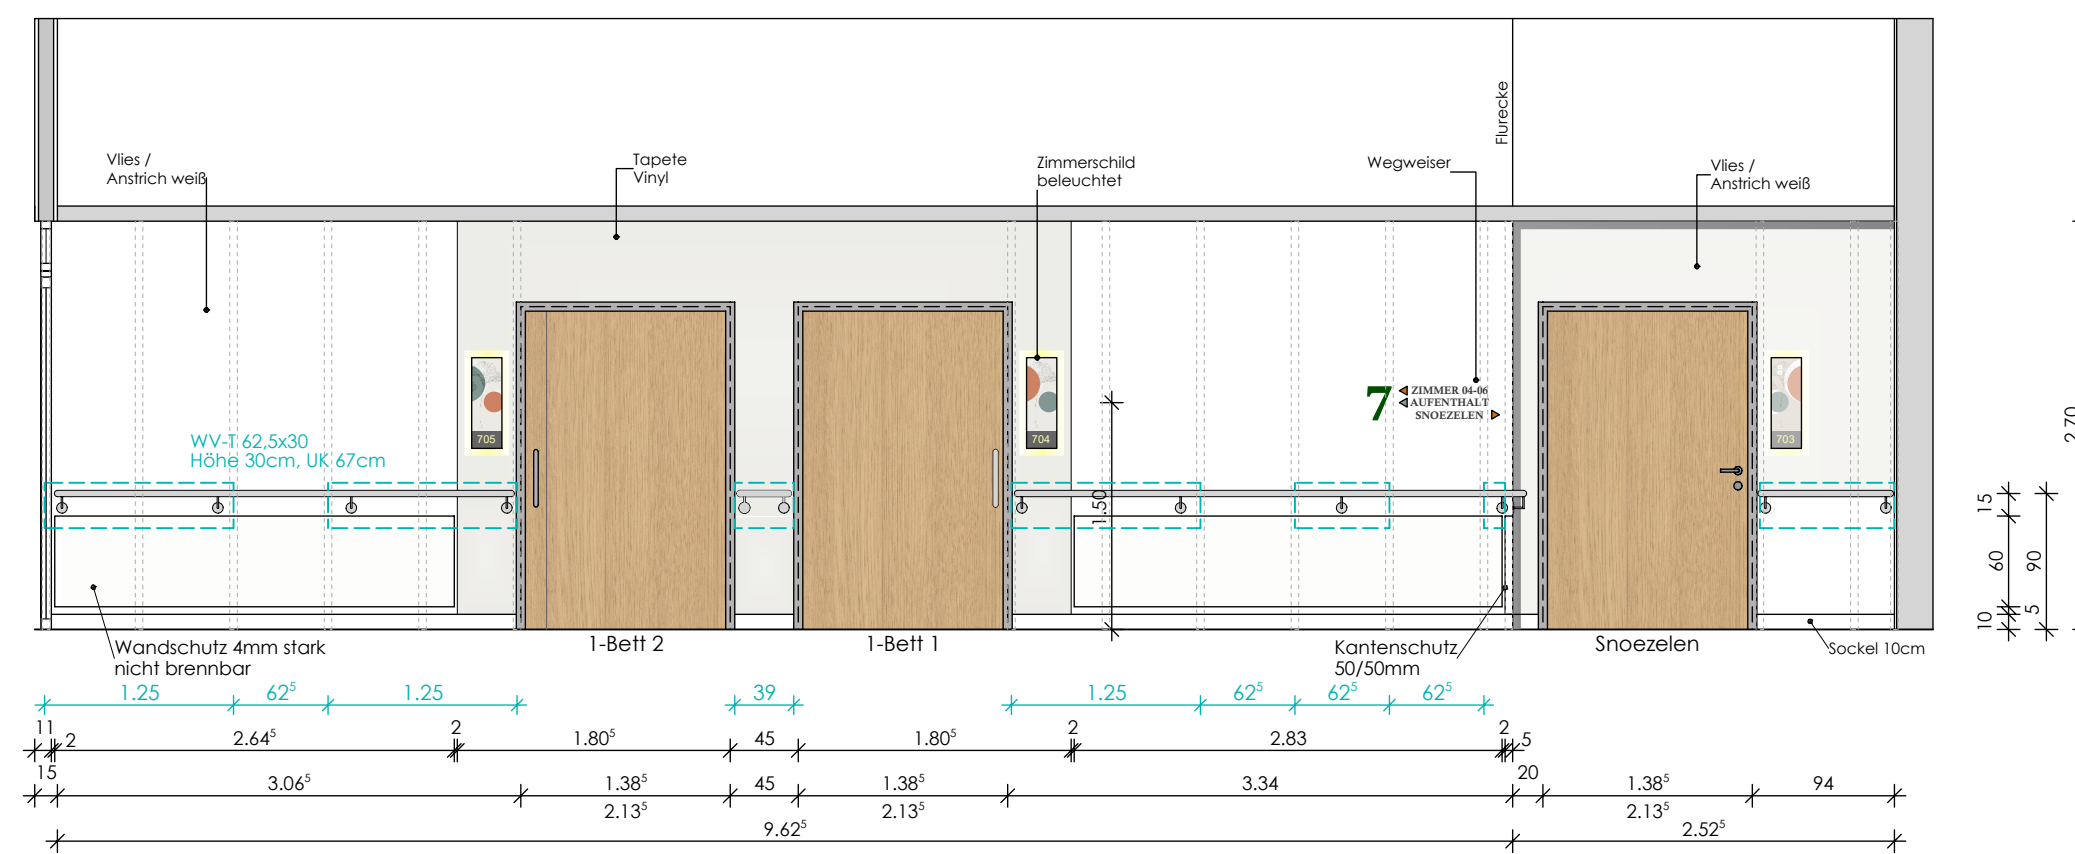 Flurecke
Vlies /
Anstrich weiß
Tapete
Vinyl
Zimmerschild
beleuchtet
Wegweiser
Vlies /
Anstrich weiß
7
ZIMMER 04-06
AUFENTHALT
SNOEZELEN
705
704
703
WV-T 62,5x30
Höhe 30cm, UK 67cm
1.50
2.70
15
60
90
10
5
Wandschutz 4mm stark
nicht brennbar
1-Bett 2
1-Bett 1
Kantenschutz
50/50mm
Snoezelen
Sockel 10cm
1.25 62⁵ 1.25 39 1.25 62⁵ 62⁵ 62⁵
11 2 2.64⁵ 2 1.80⁵ 45 1.80⁵ 2 2.83 2 5
15 3.06⁵ 1.38⁵ 45 1.38⁵ 3.34 20 1.38⁵ 94
2.13⁵ 2.13⁵ 2.13⁵
9.62⁵ 2.52⁵